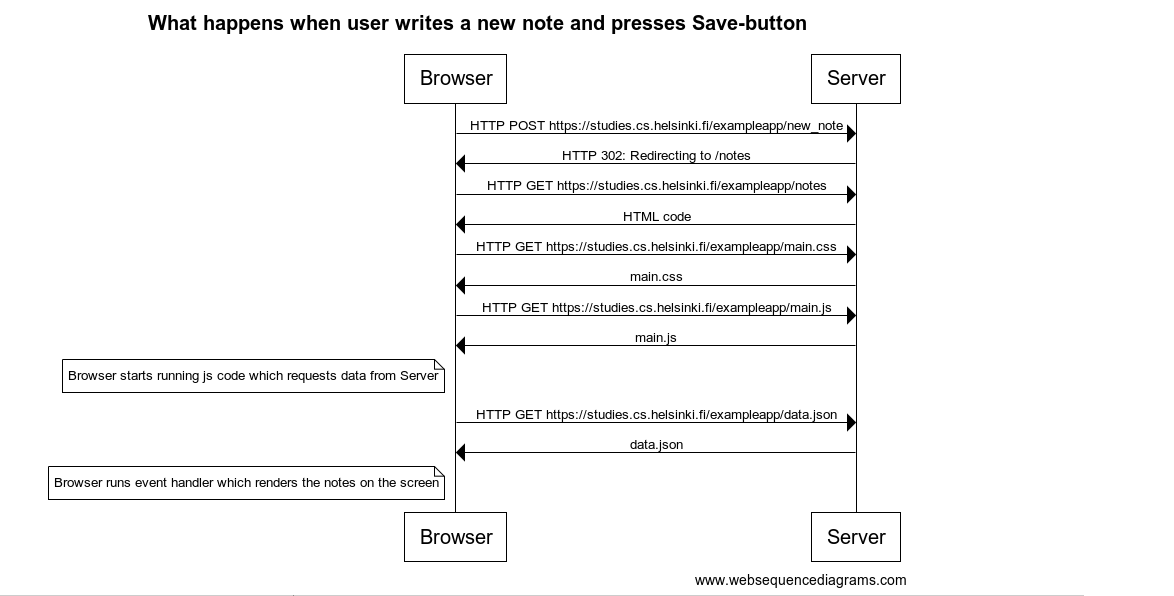 What happens when user writes a new note and presses Save-button
Browser
Server
HTTP POST https://studies.cs.helsinki.fi/exampleapp/new_note
HTTP 302: Redirecting to /notes
HTTP GET https://studies.cs.helsinki.fi/exampleapp/notes
HTML code
HTTP GET https://studies.cs.helsinki.fi/exampleapp/main.css
main.css
HTTP GET https://studies.cs.helsinki.fi/exampleapp/main.js
main.js
Browser starts running js code which requests data from Server
HTTP GET https://studies.cs.helsinki.fi/exampleapp/data.json
data.json
Browser runs event handler which renders the notes on the screen
Browser
Server
www.websequencediagrams.com